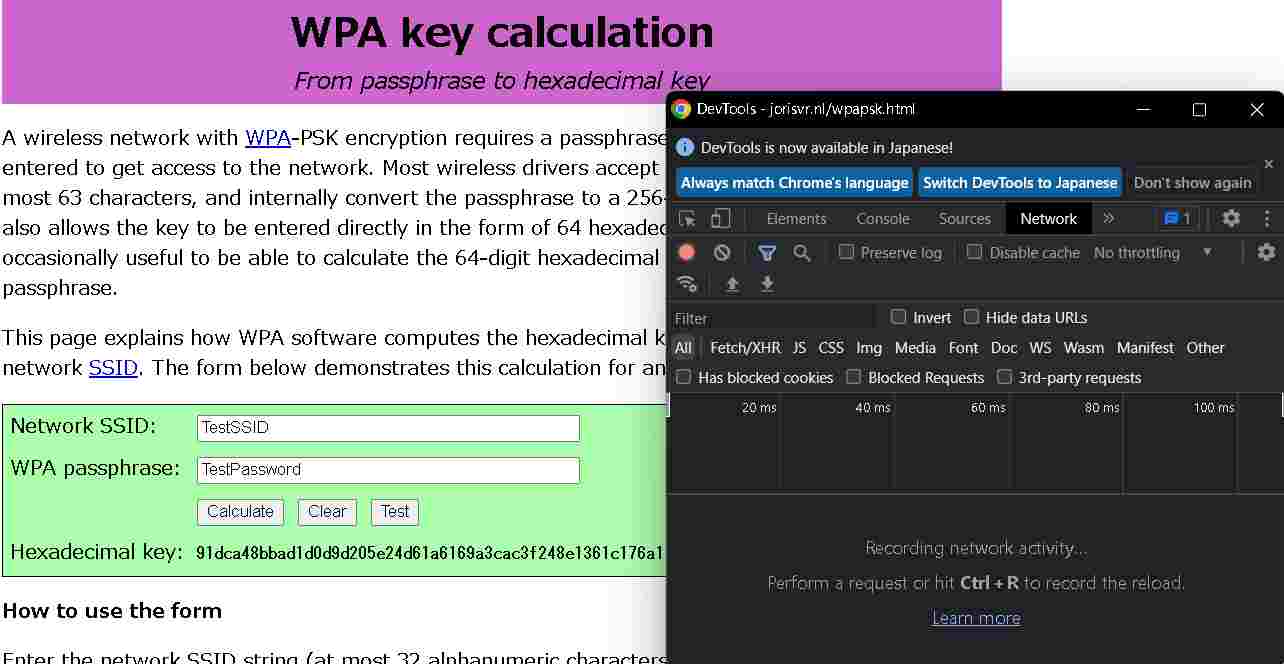 WPA key calculation
From passphrase to hexadecimal key
A wireless network with WPA-PSK encryption requires a passphrase
entered to get access to the network. Most wireless drivers accept
most 63 characters, and internally convert the passphrase to a 256-
also allows the key to be entered directly in the form of 64 hexadec
occasionally useful to be able to calculate the 64-digit hexadecimal
passphrase.
This page explains how WPA software computes the hexadecimal k
network SSID. The form below demonstrates this calculation for an
Network SSID: TestSSID
WPA passphrase: TestPassword
Calculate Clear Test
Hexadecimal key: 91dca48bbad1d0d9d205e24d61a6169a3cac3f248e1361c176a1
How to use the form
Enter the network SSID string (at most 32 alphanumeric characters
DevTools - jorisvr.nl/wpapsk.html
DevTools is now available in Japanese!
Always match Chrome's language Switch DevTools to Japanese Don't show again
Elements Console Sources Network 1
Preserve log Disable cache No throttling
Filter Invert Hide data URLs
All Fetch/XHR JS CSS Img Media Font Doc WS Wasm Manifest Other
Has blocked cookies Blocked Requests 3rd-party requests
20 ms 40 ms 60 ms 80 ms 100 ms
Recording network activity...
Perform a request or hit Ctrl + R to record the reload.
Learn more